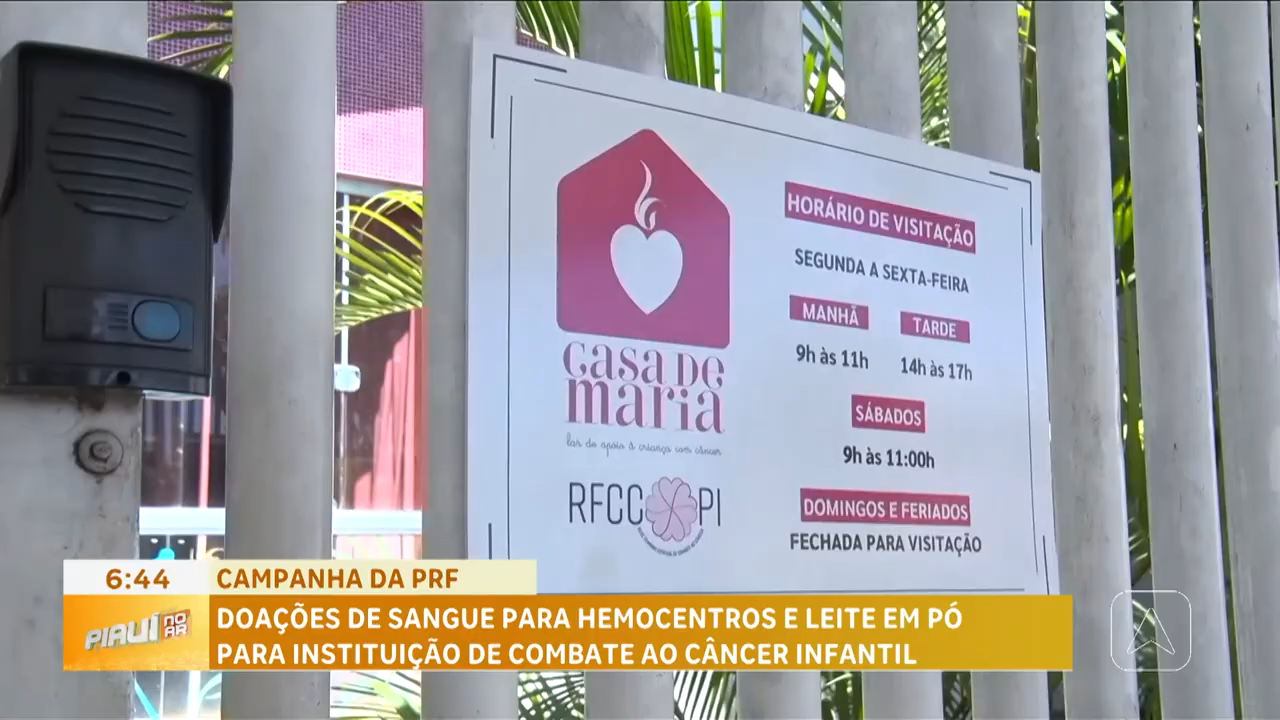 HORÁRIO DE VISITAÇÃO
SEGUNDA A SEXTA-FEIRA
MANHÃ
TARDE
9h às 11h
14h às 17h
SÁBADOS
9h às 11:00h
DOMINGOS E FERIADOS
FECHADA PARA VISITAÇÃO
casa de
maria
lar de apoio à criança com câncer
RFCC PI
6:44
CAMPANHA DA PRF
PIAUÍ NO AR
DOAÇÕES DE SANGUE PARA HEMOCENTROS E LEITE EM PÓ
PARA INSTITUIÇÃO DE COMBATE AO CÂNCER INFANTIL